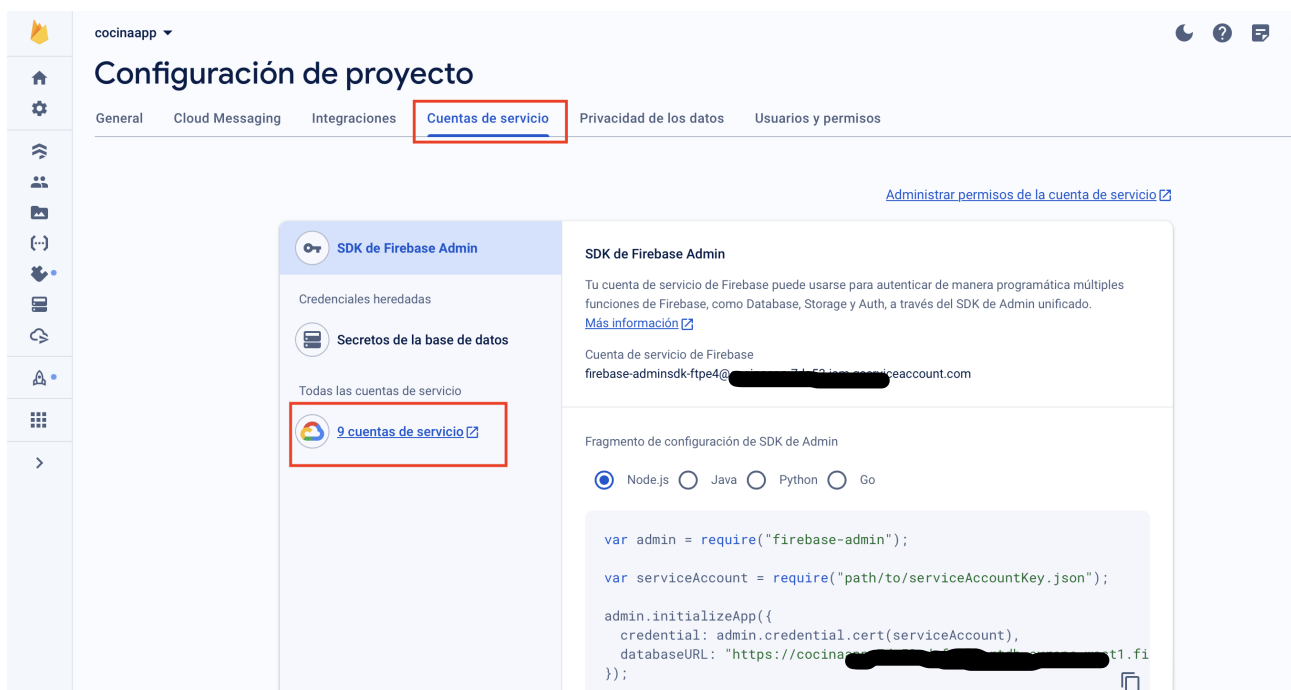 cocinaapp
Configuración de proyecto
General Cloud Messaging Integraciones Cuentas de servicio Privacidad de los datos Usuarios y permisos
Administrar permisos de la cuenta de servicio
SDK de Firebase Admin
Credenciales heredadas
Secretos de la base de datos
Todas las cuentas de servicio
9 cuentas de servicio
SDK de Firebase Admin
Tu cuenta de servicio de Firebase puede usarse para autenticar de manera programática múltiples
funciones de Firebase, como Database, Storage y Auth, a través del SDK de Admin unificado.
Más información
Cuenta de servicio de Firebase
firebase-adminsdk-ftpe4@ ceaccount.com
Fragmento de configuración de SDK de Admin
Node.js Java Python Go
var admin = require("firebase-admin");
var serviceAccount = require("path/to/serviceAccountKey.json");
admin.initializeApp({
credential: admin.credential.cert(serviceAccount),
databaseURL: "https://cocina t1.fi
});